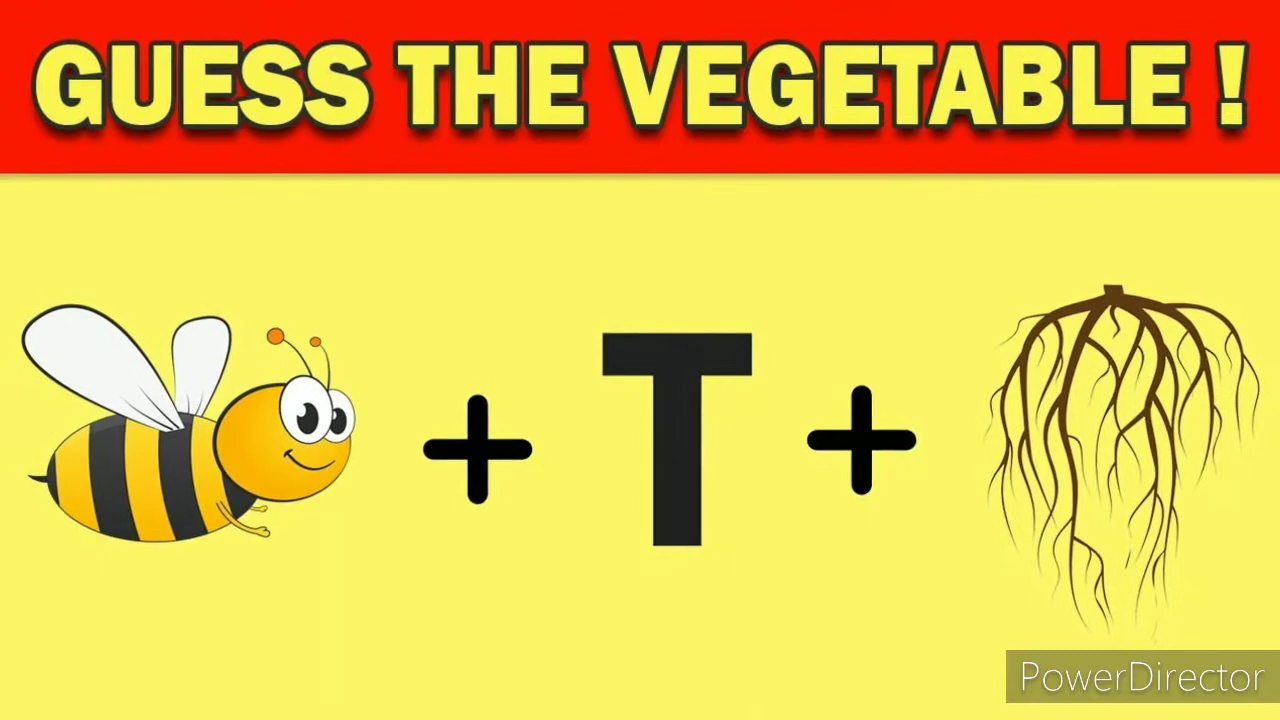 GUESS THE VEGETABLE !
+ T +
PowerDirector